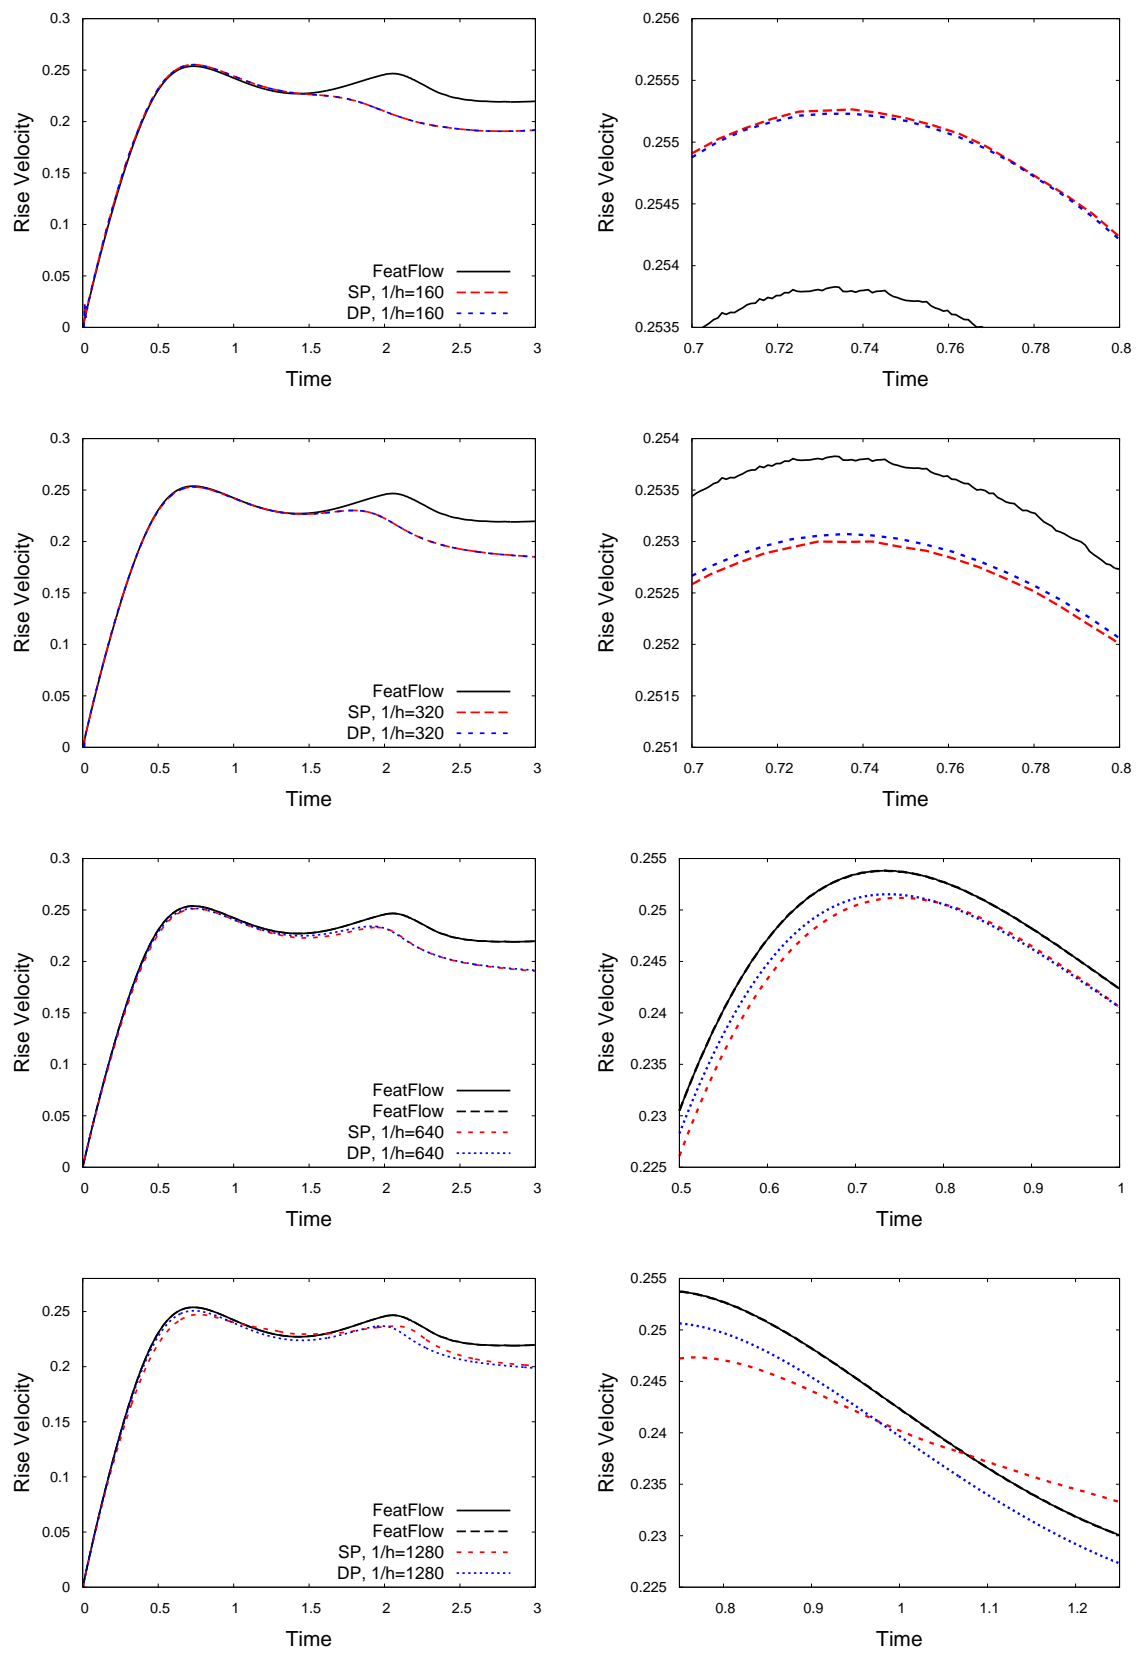 0.3
0.25
0.2
0.15
0.1
0.05
0
Rise Velocity
FeatFlow
SP, 1/h=160
DP, 1/h=160
0 0.5 1 1.5 2 2.5 3
Time
0.256
0.2555
0.255
0.2545
0.254
0.2535
Rise Velocity
0.7 0.72 0.74 0.76 0.78 0.8
Time
0.3
0.25
0.2
0.15
0.1
0.05
0
Rise Velocity
FeatFlow
SP, 1/h=320
DP, 1/h=320
0 0.5 1 1.5 2 2.5 3
Time
0.254
0.2535
0.253
0.2525
0.252
0.2515
0.251
Rise Velocity
0.7 0.72 0.74 0.76 0.78 0.8
Time
0.3
0.25
0.2
0.15
0.1
0.05
0
Rise Velocity
FeatFlow
FeatFlow
SP, 1/h=640
DP, 1/h=640
0 0.5 1 1.5 2 2.5 3
Time
0.255
0.25
0.245
0.24
0.235
0.23
0.225
Rise Velocity
0.5 0.6 0.7 0.8 0.9 1
Time
0.25
0.2
0.15
0.1
0.05
0
Rise Velocity
FeatFlow
FeatFlow
SP, 1/h=1280
DP, 1/h=1280
0 0.5 1 1.5 2 2.5 3
Time
0.255
0.25
0.245
0.24
0.235
0.23
0.225
Rise Velocity
0.8 0.9 1 1.1 1.2
Time